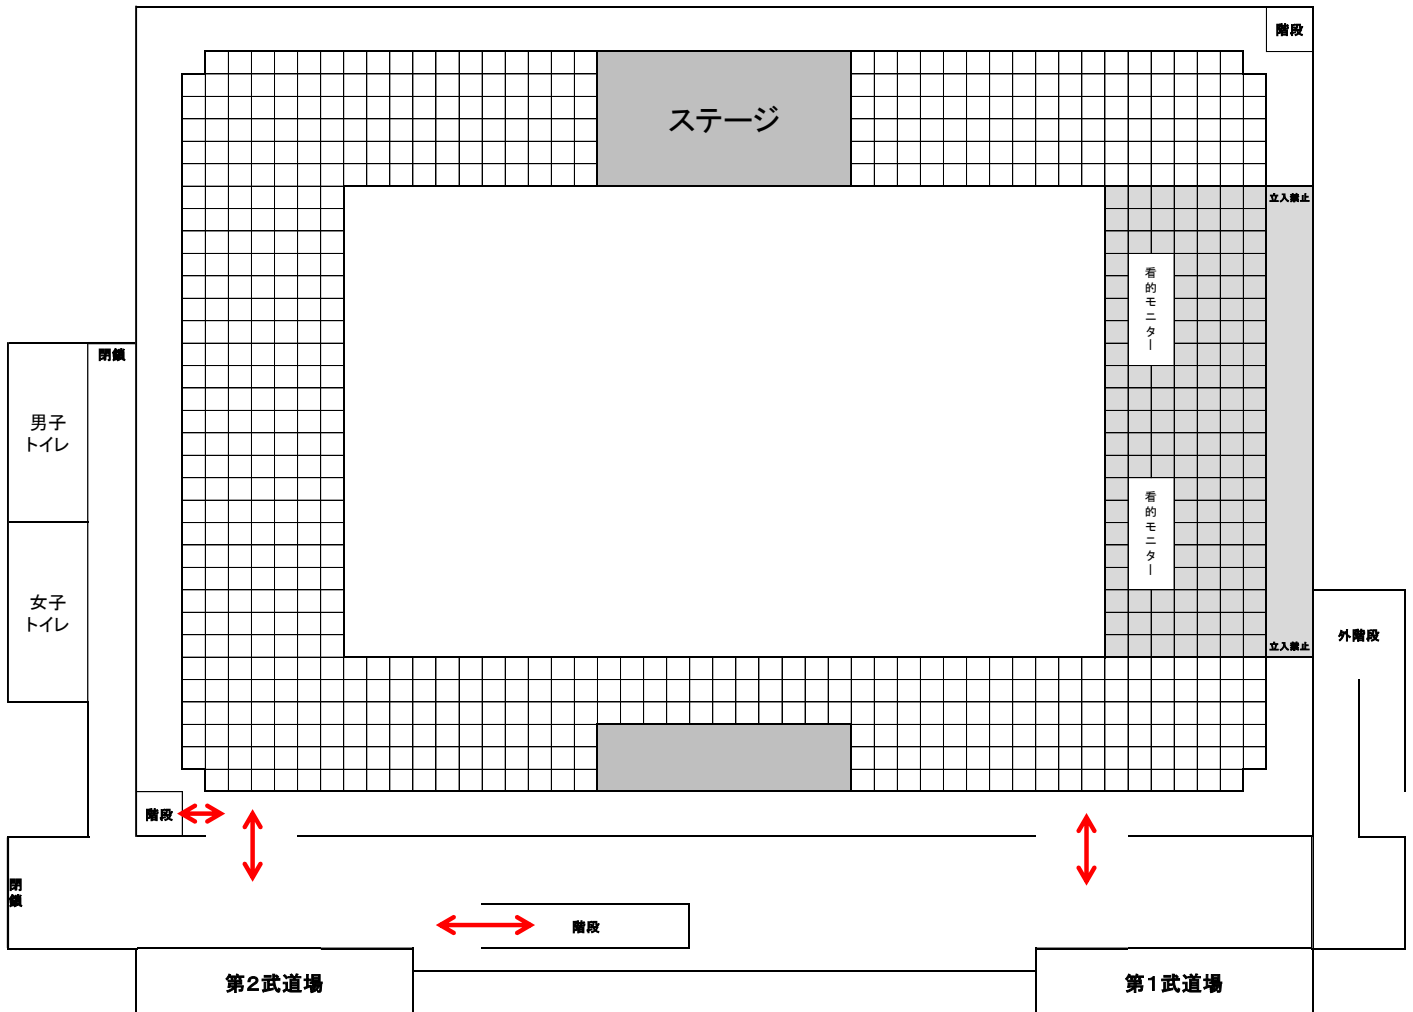 階段
ステージ
立入禁止
看的モニター
閉鎖
男子
トイレ
看的モニター
女子
トイレ
外階段
立入禁止
階段
閉鎖
階段
第2武道場
第1武道場